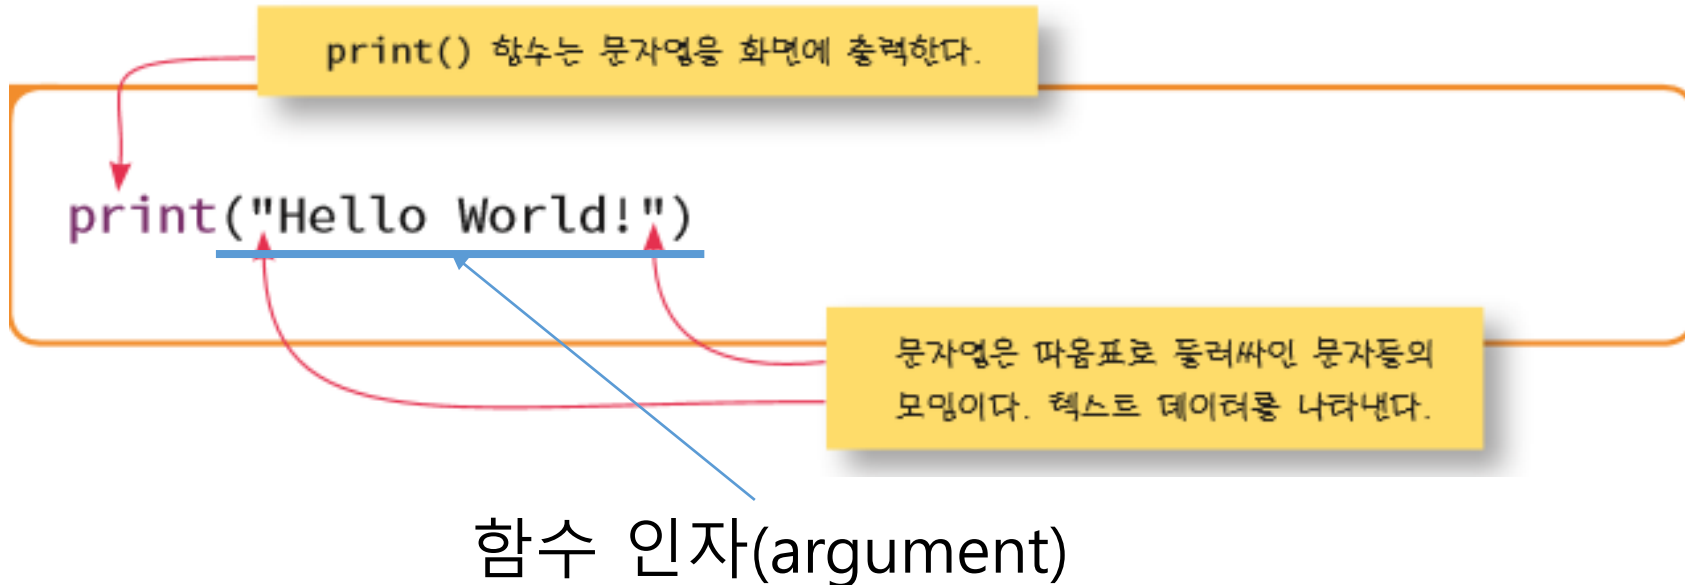 print() 함수는 문자열을 화면에 출력한다.
print("Hello World!")
문자열은 따옴표로 둘러싸인 문자들의
모임이다. 텍스트 데이터를 나타낸다.
함수 인자(argument)